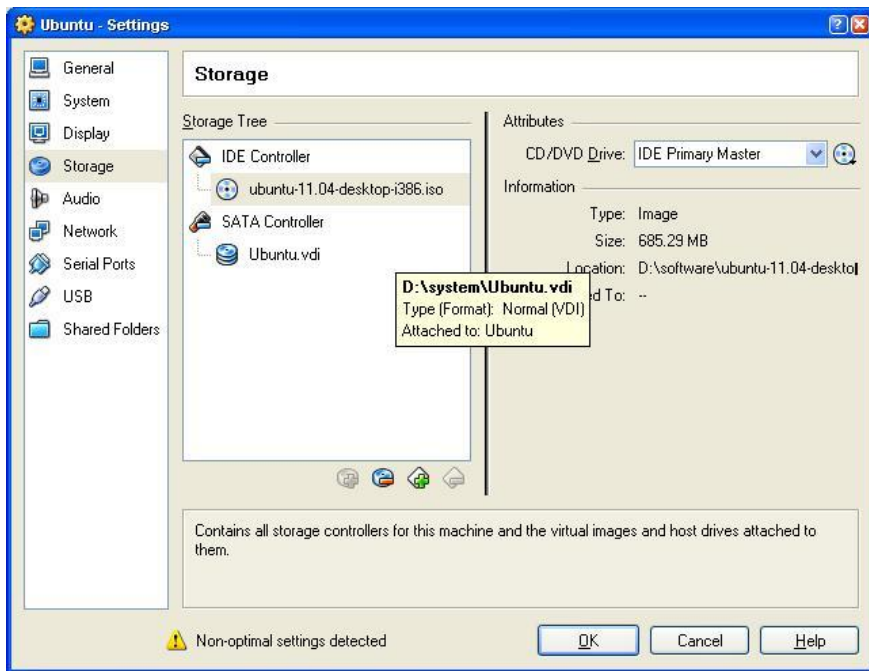 Ubuntu - Settings
General
System
Display
Storage
Audio
Network
Serial Ports
USB
Shared Folders
Storage
Storage Tree
IDE Controller
ubuntu-11.04-desktop-i386.iso
SATA Controller
Ubuntu.vdi
Attributes
CD/DVD Drive: IDE Primary Master
Information
Type: Image
Size: 685.29 MB
Location: D:\software\ubuntu-11.04-deskto
ed To: --
D:\system\Ubuntu.vdi
Type (Format): Normal (VDI)
Attached to: Ubuntu
Contains all storage controllers for this machine and the virtual images and host drives attached to
them.
Non-optimal settings detected
OK
Cancel
Help